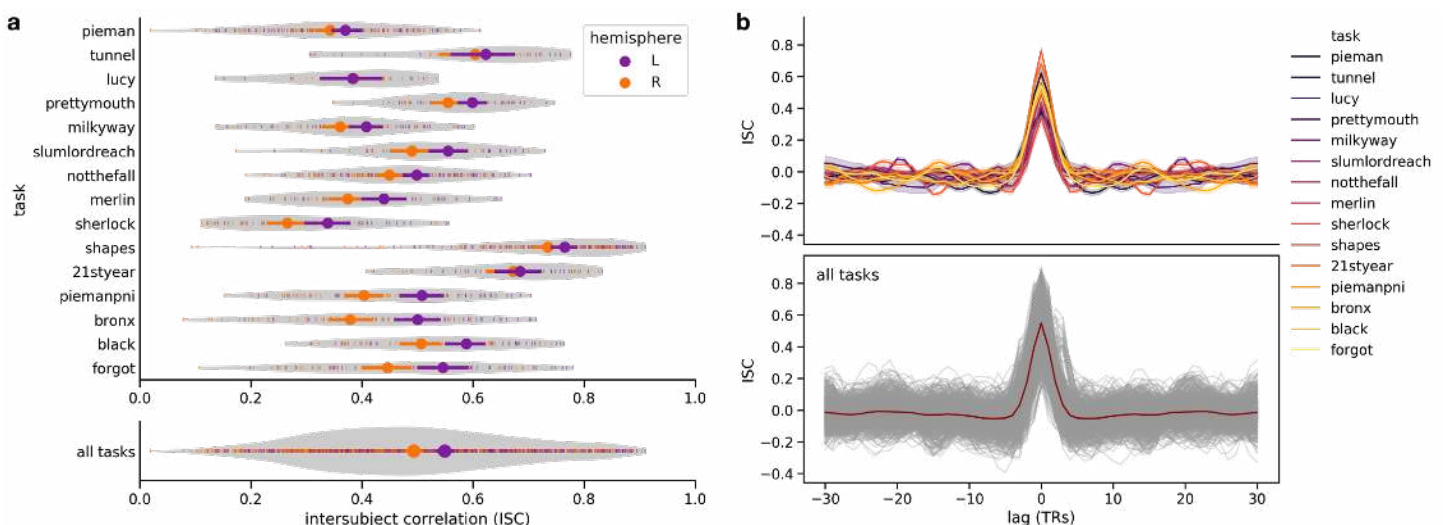 a
task
pieman
tunnel
lucy
prettymouth
milkyway
slumlordreach
notthefall
merlin
sherlock
shapes
21styear
piemanpni
bronx
black
forgot
hemisphere
L
R
0.0 0.2 0.4 0.6 0.8 1.0
all tasks
0.0 0.2 0.4 0.6 0.8 1.0
intersubject correlation (ISC)
b
ISC
0.8
0.6
0.4
0.2
0.0
−0.2
−0.4
task
pieman
tunnel
lucy
prettymouth
milkyway
slumlordreach
notthefall
merlin
sherlock
shapes
21styear
piemanpni
bronx
black
forgot
all tasks
ISC
0.8
0.6
0.4
0.2
0.0
−0.2
−0.4
−30 −20 −10 0 10 20 30
lag (TRs)